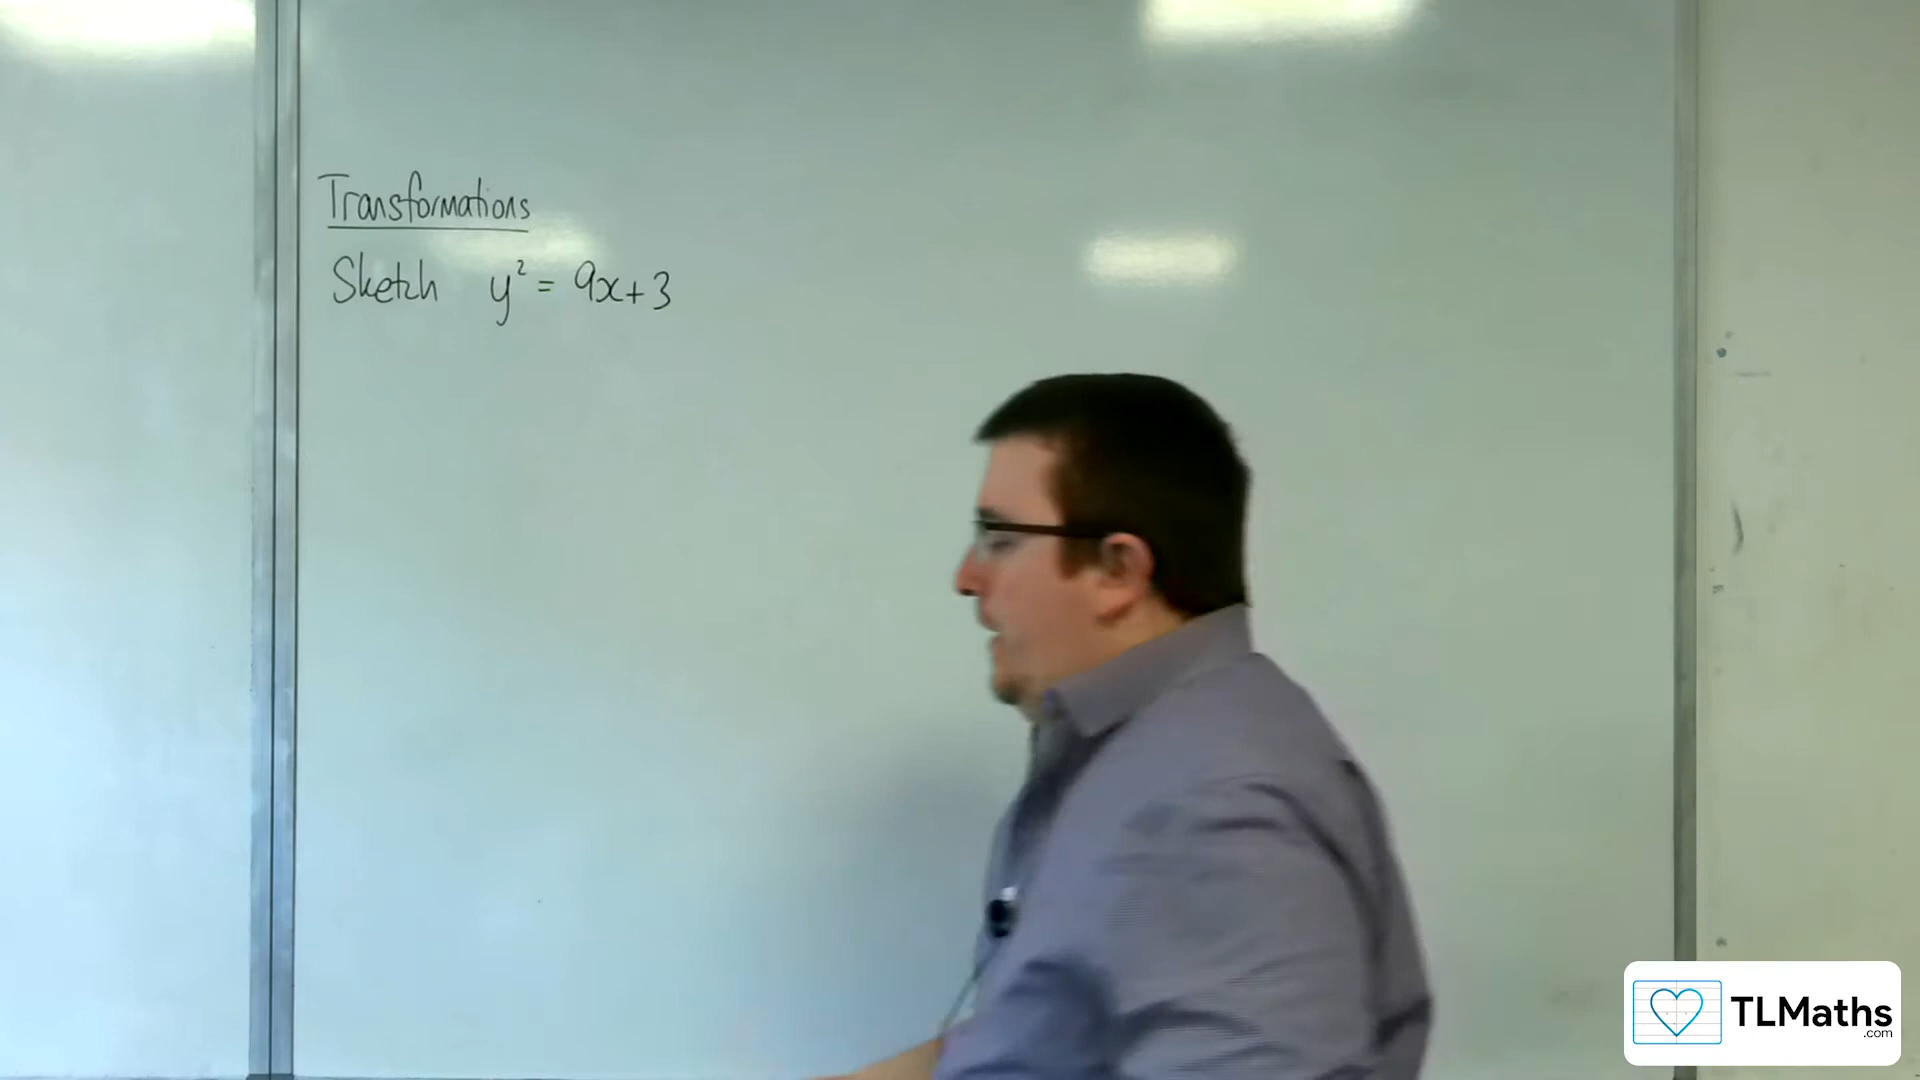 Transformations
Sketch y² = 9x+3
TLMaths
.com